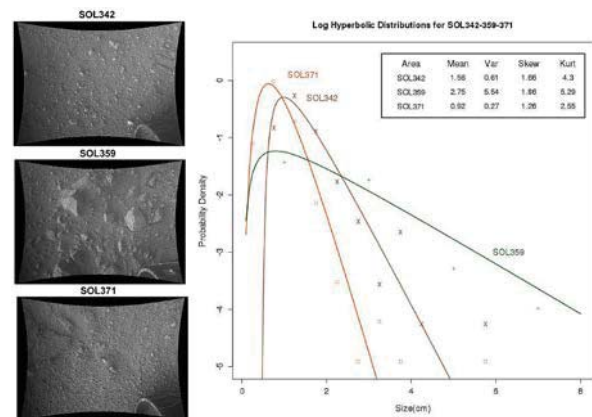 SOL342
SOL359
SOL371
Log Hyperbolic Distributions for SOL342-359-371
Area Mean Var Skew Kurt
SOL342 1.56 0.61 1.66 4.3
SOL359 2.75 5.54 1.86 5.29
SOL371 0.92 0.27 1.26 2.55
SOL371
SOL342
SOL359
Probability Density
0
-1
-2
-3
-4
-5
0 2 4 6 8
Size(cm)